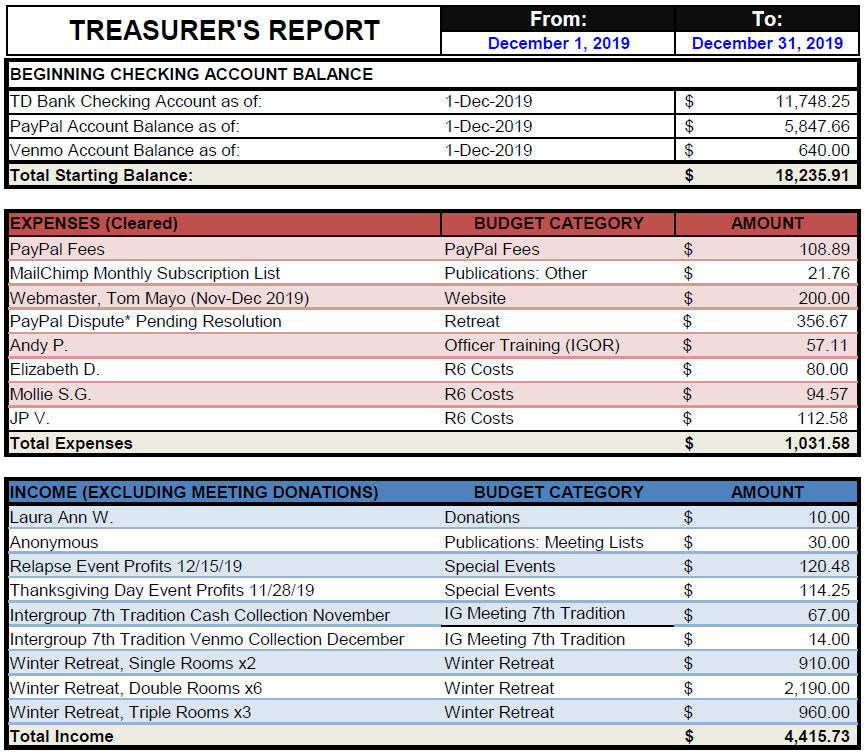 TREASURER'S REPORT From: To:
December 1, 2019 December 31, 2019
BEGINNING CHECKING ACCOUNT BALANCE
TD Bank Checking Account as of: 1-Dec-2019 $ 11,748.25
PayPal Account Balance as of: 1-Dec-2019 $ 5,847.66
Venmo Account Balance as of: 1-Dec-2019 $ 640.00
Total Starting Balance: $ 18,235.91
EXPENSES (Cleared) BUDGET CATEGORY AMOUNT
PayPal Fees PayPal Fees $ 108.89
MailChimp Monthly Subscription List Publications: Other $ 21.76
Webmaster, Tom Mayo (Nov-Dec 2019) Website $ 200.00
PayPal Dispute* Pending Resolution Retreat $ 356.67
Andy P. Officer Training (IGOR) $ 57.11
Elizabeth D. R6 Costs $ 80.00
Mollie S.G. R6 Costs $ 94.57
JP V. R6 Costs $ 112.58
Total Expenses $ 1,031.58
INCOME (EXCLUDING MEETING DONATIONS) BUDGET CATEGORY AMOUNT
Laura Ann W. Donations $ 10.00
Anonymous Publications: Meeting Lists $ 30.00
Relapse Event Profits 12/15/19 Special Events $ 120.48
Thanksgiving Day Event Profits 11/28/19 Special Events $ 114.25
Intergroup 7th Tradition Cash Collection November IG Meeting 7th Tradition $ 67.00
Intergroup 7th Tradition Venmo Collection December IG Meeting 7th Tradition $ 14.00
Winter Retreat, Single Rooms x2 Winter Retreat $ 910.00
Winter Retreat, Double Rooms x6 Winter Retreat $ 2,190.00
Winter Retreat, Triple Rooms x3 Winter Retreat $ 960.00
Total Income $ 4,415.73